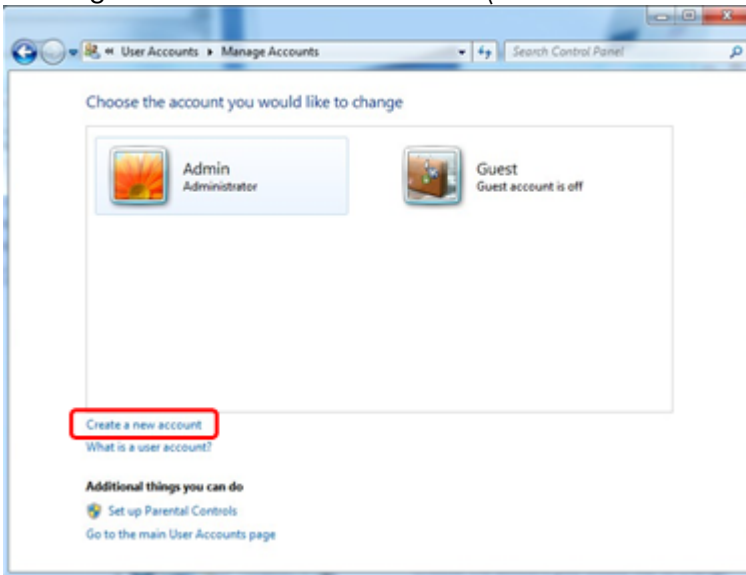 User Accounts ▸ Manage Accounts
Search Control Panel
Choose the account you would like to change
Admin
Administrator
Guest
Guest account is off
Create a new account
What is a user account?
Additional things you can do
Set up Parental Controls
Go to the main User Accounts page